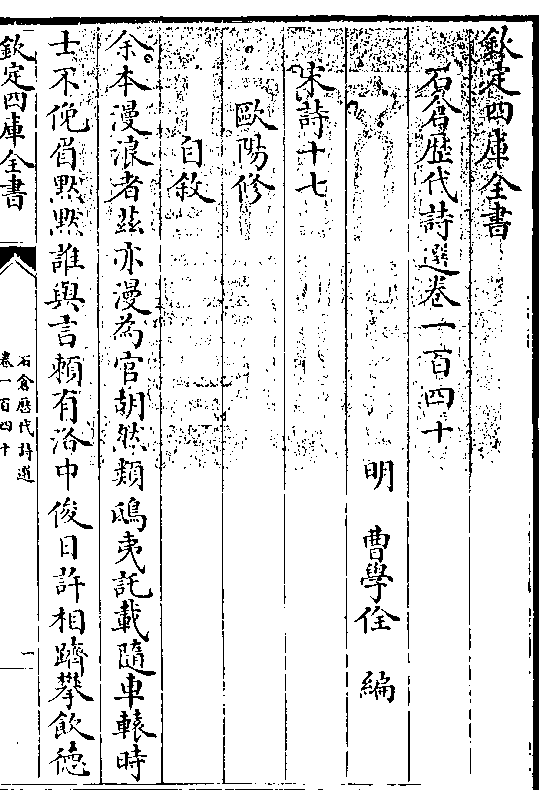 欽定四庫全書
石倉歷代詩選卷一百四十
明 曹學佺 編
宋詩十七
歐陽修
自敘
余本漫浪者茲亦漫為官胡然類鴟夷託載隨車轅時
士不俛眉默默誰與言賴有洛中俊日許相躋攀飲德
欽定四庫全書
石倉歷代詩選
卷一百四十
一